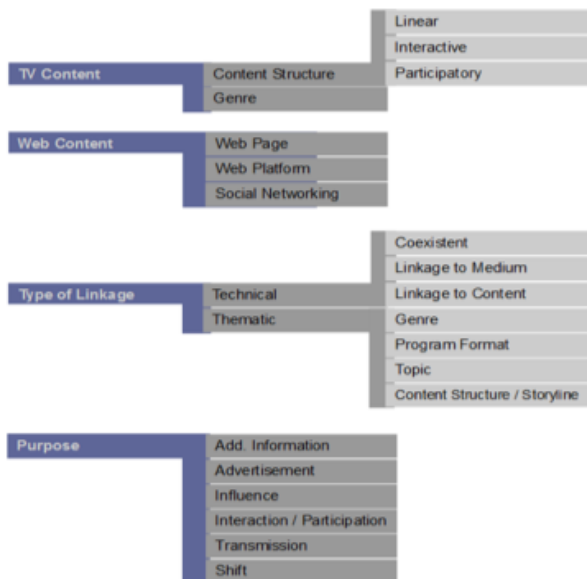 Linear
Interactive
TV Content Content Structure Participatory
Genre
Web Content Web Page
Web Platform
Social Networking
Coexistent
Linkage to Medium
Type of Linkage Technical Linkage to Content
Thematic Genre
Program Format
Topic
Content Structure / Storyline
Purpose Add. Information
Advertisement
Influence
Interaction / Participation
Transmission
Shift